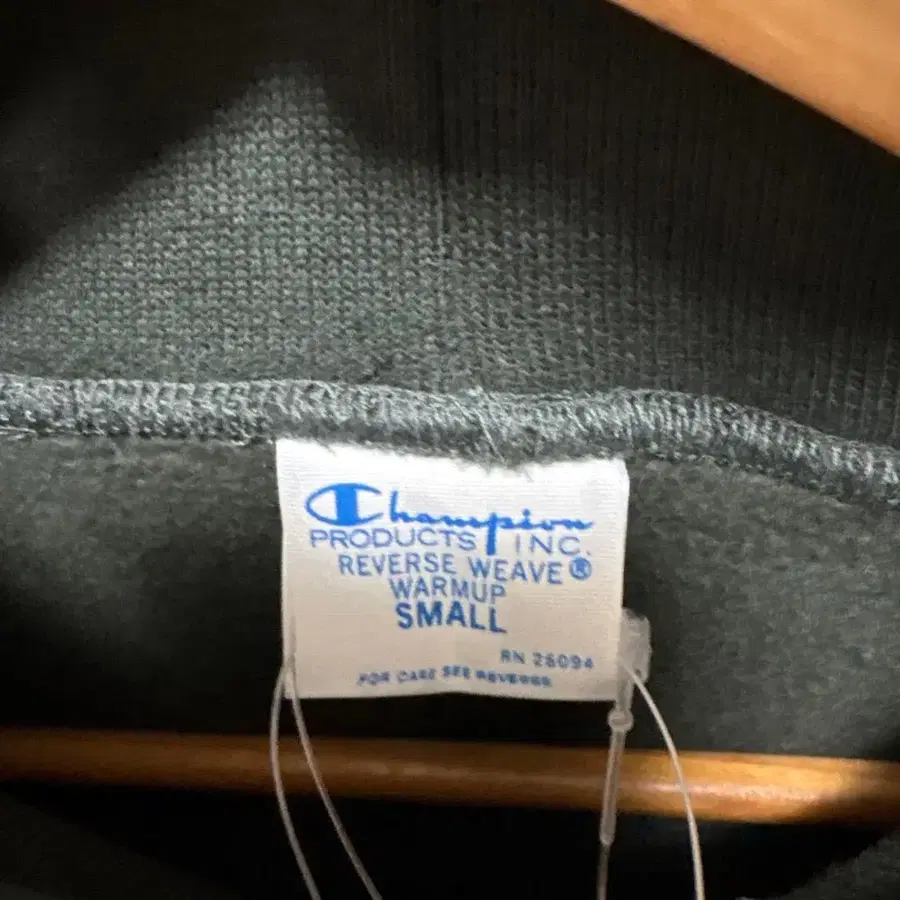 Champion
PRODUCTS INC.
REVERSE WEAVE®
WARMUP
SMALL
RN 26094
FOR CARE SEE REVERSE